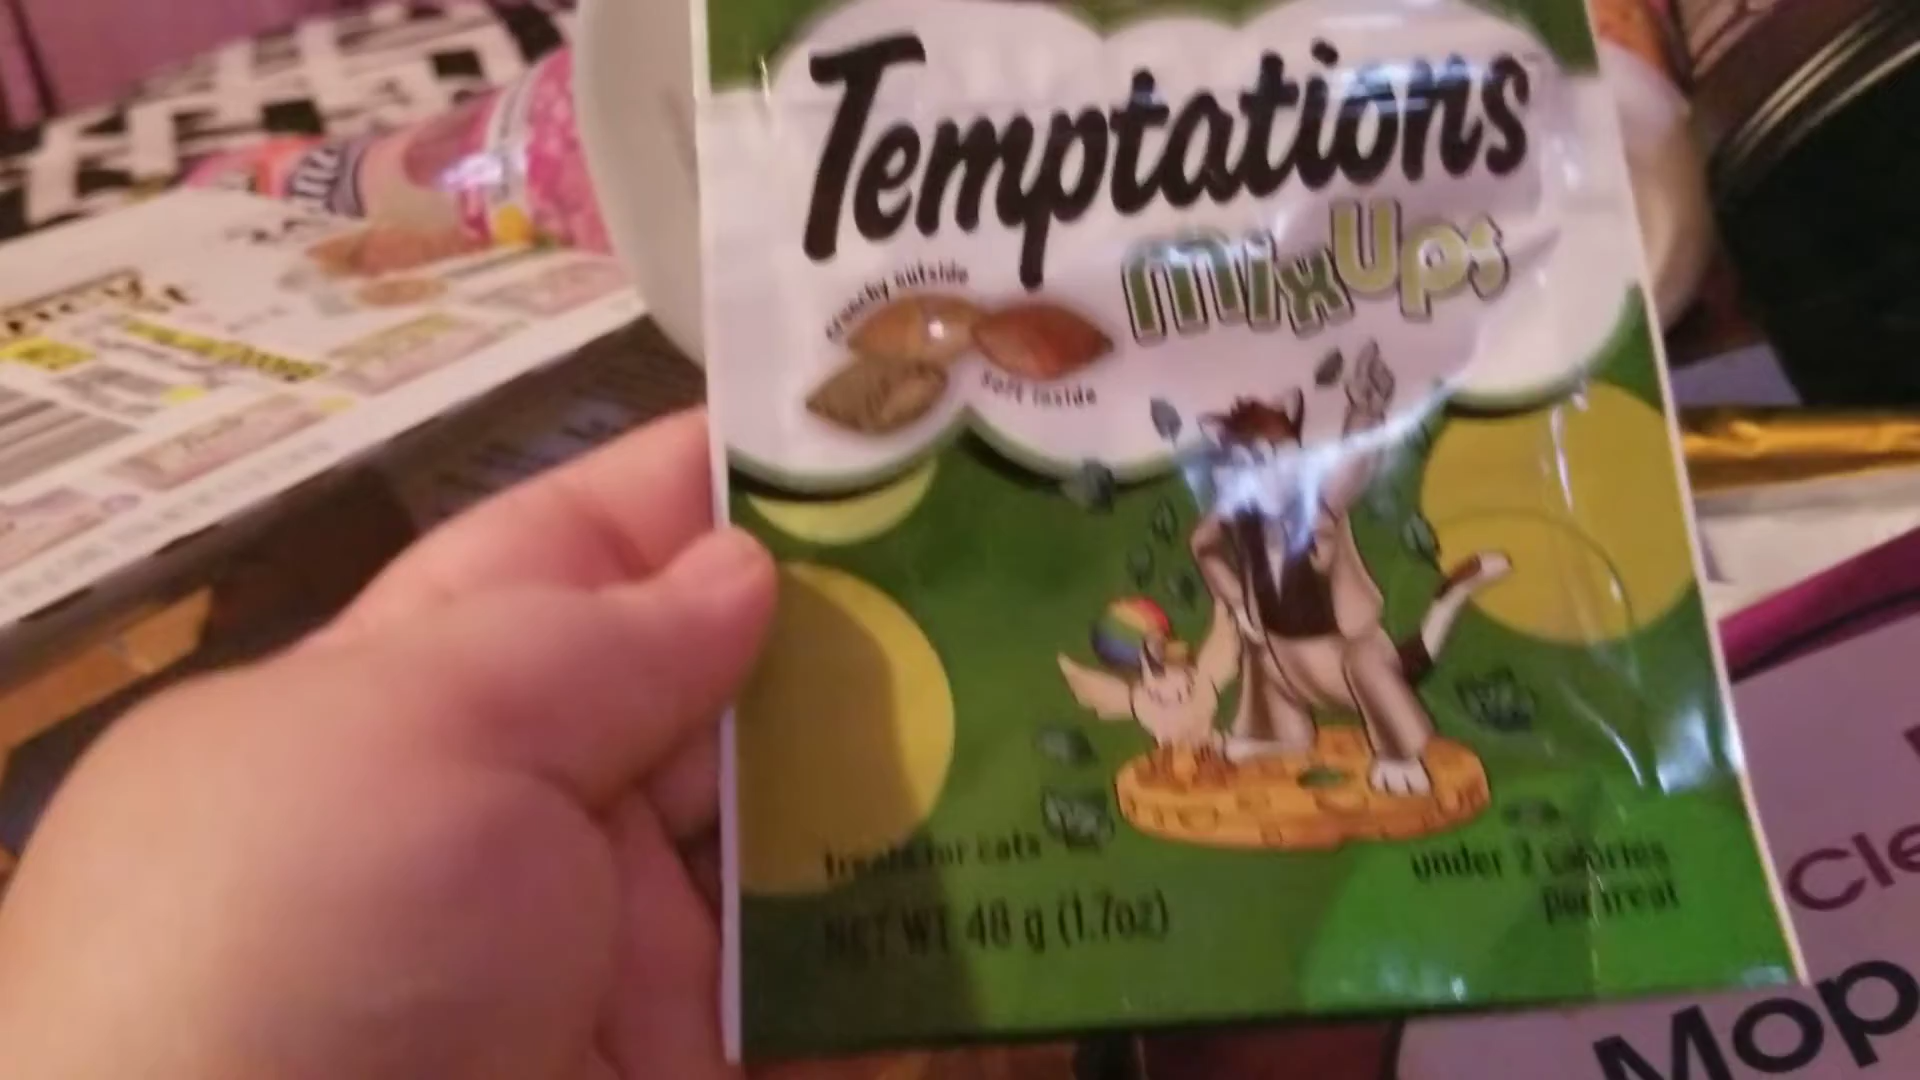 Temptations
MixUps
crunchy outside
soft inside
treats for cats
under 2 calories
per treat
NET WT 48 g (1.7oz)
Cle
Mop